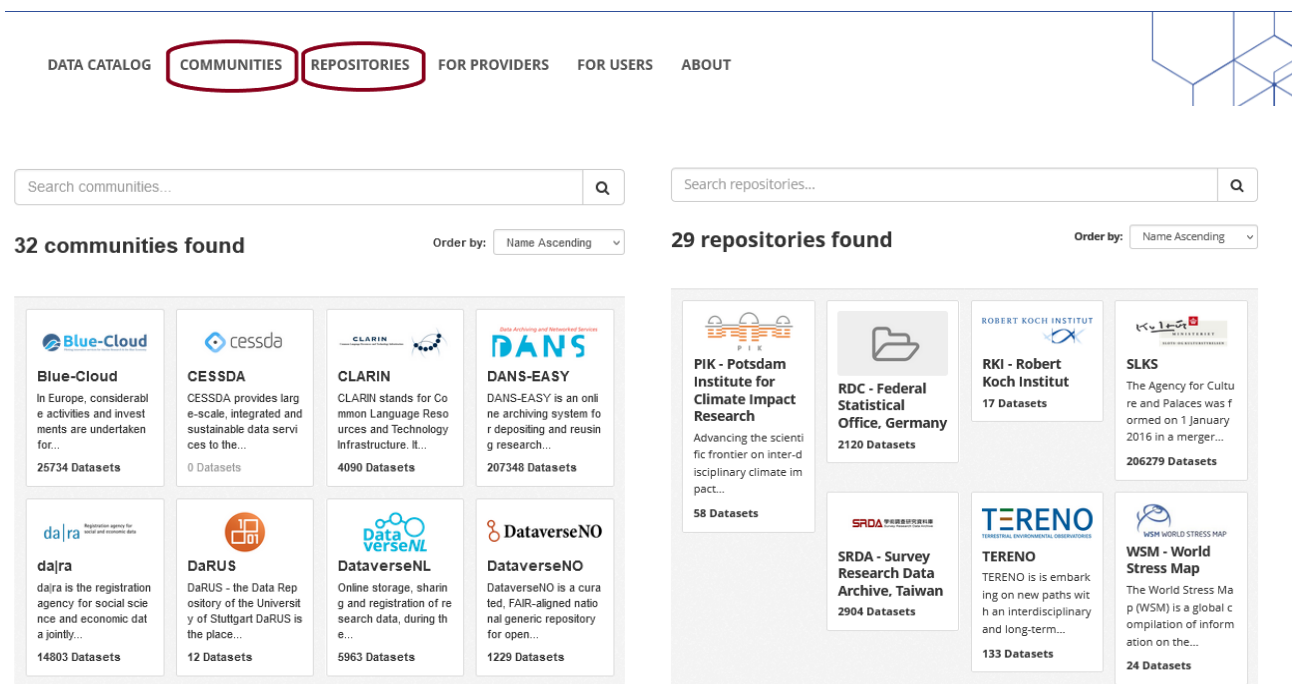 DATA CATALOG COMMUNITIES REPOSITORIES FOR PROVIDERS FOR USERS ABOUT
Search communities...
32 communities found
Order by: Name Ascending
Blue-Cloud
Blue-Cloud
In Europe, considerabl
e activities and invest
ments are undertaken
for...
25734 Datasets
cessda
CESSDA
CESSDA provides larg
e-scale, integrated and
sustainable data servi
ces to the...
0 Datasets
CLARIN
CLARIN
CLARIN stands for Co
mmon Language Reso
urces and Technology
Infrastructure. It...
4090 Datasets
Data Archiving and Networked Services
DANS
DANS-EASY
DANS-EASY is an onli
ne archiving system fo
r depositing and reusin
g research...
207348 Datasets
da|ra Registration agency for
social and economic data
da|ra
da|ra is the registration
agency for social scie
nce and economic dat
a jointly...
14803 Datasets
DaRUS
DaRUS - the Data Rep
ository of the Universit
y of Stuttgart DaRUS is
the place...
12 Datasets
Data
verseNL
DataverseNL
Online storage, sharin
g and registration of re
search data, during th
e...
5963 Datasets
DataverseNO
DataverseNO
DataverseNO is a cura
ted, FAIR-aligned natio
nal generic repository
for open...
1229 Datasets
Search repositories...
29 repositories found
Order by: Name Ascending
PIK
PIK - Potsdam
Institute for
Climate Impact
Research
Advancing the scienti
fic frontier on inter-d
isciplinary climate im
pact...
58 Datasets
RDC - Federal
Statistical
Office, Germany
2120 Datasets
ROBERT KOCH INSTITUT
RKI - Robert
Koch Institut
17 Datasets
SLKS
The Agency for Cultu
re and Palaces was f
ormed on 1 January
2016 in a merger...
206279 Datasets
SRDA 學術調查研究資料庫
Survey Research Data Archive
SRDA - Survey
Research Data
Archive, Taiwan
2904 Datasets
TERENO
TERRESTRIAL ENVIRONMENTAL OBSERVATORIES
TERENO
TERENO is is embark
ing on new paths wit
h an interdisciplinary
and long-term...
133 Datasets
WSM WORLD STRESS MAP
WSM - World
Stress Map
The World Stress Ma
p (WSM) is a global c
ompilation of inform
ation on the...
24 Datasets